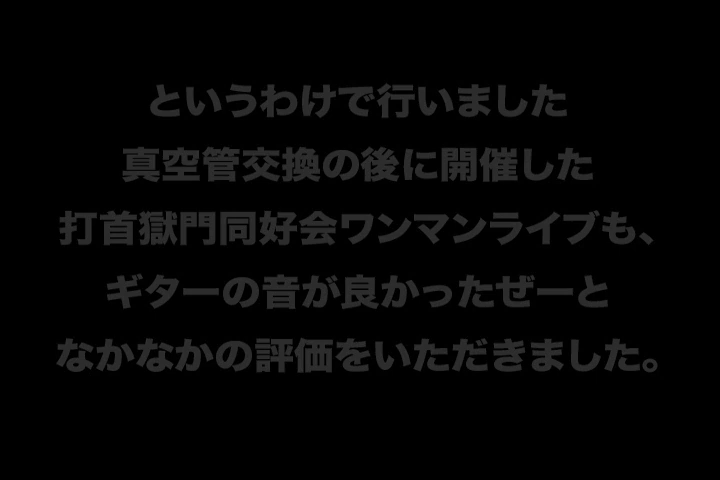 というわけで行いました
真空管交換の後に開催した
打首獄門同好会ワンマンライブも、
ギターの音が良かったぜーと
なかなかの評価をいただきました。